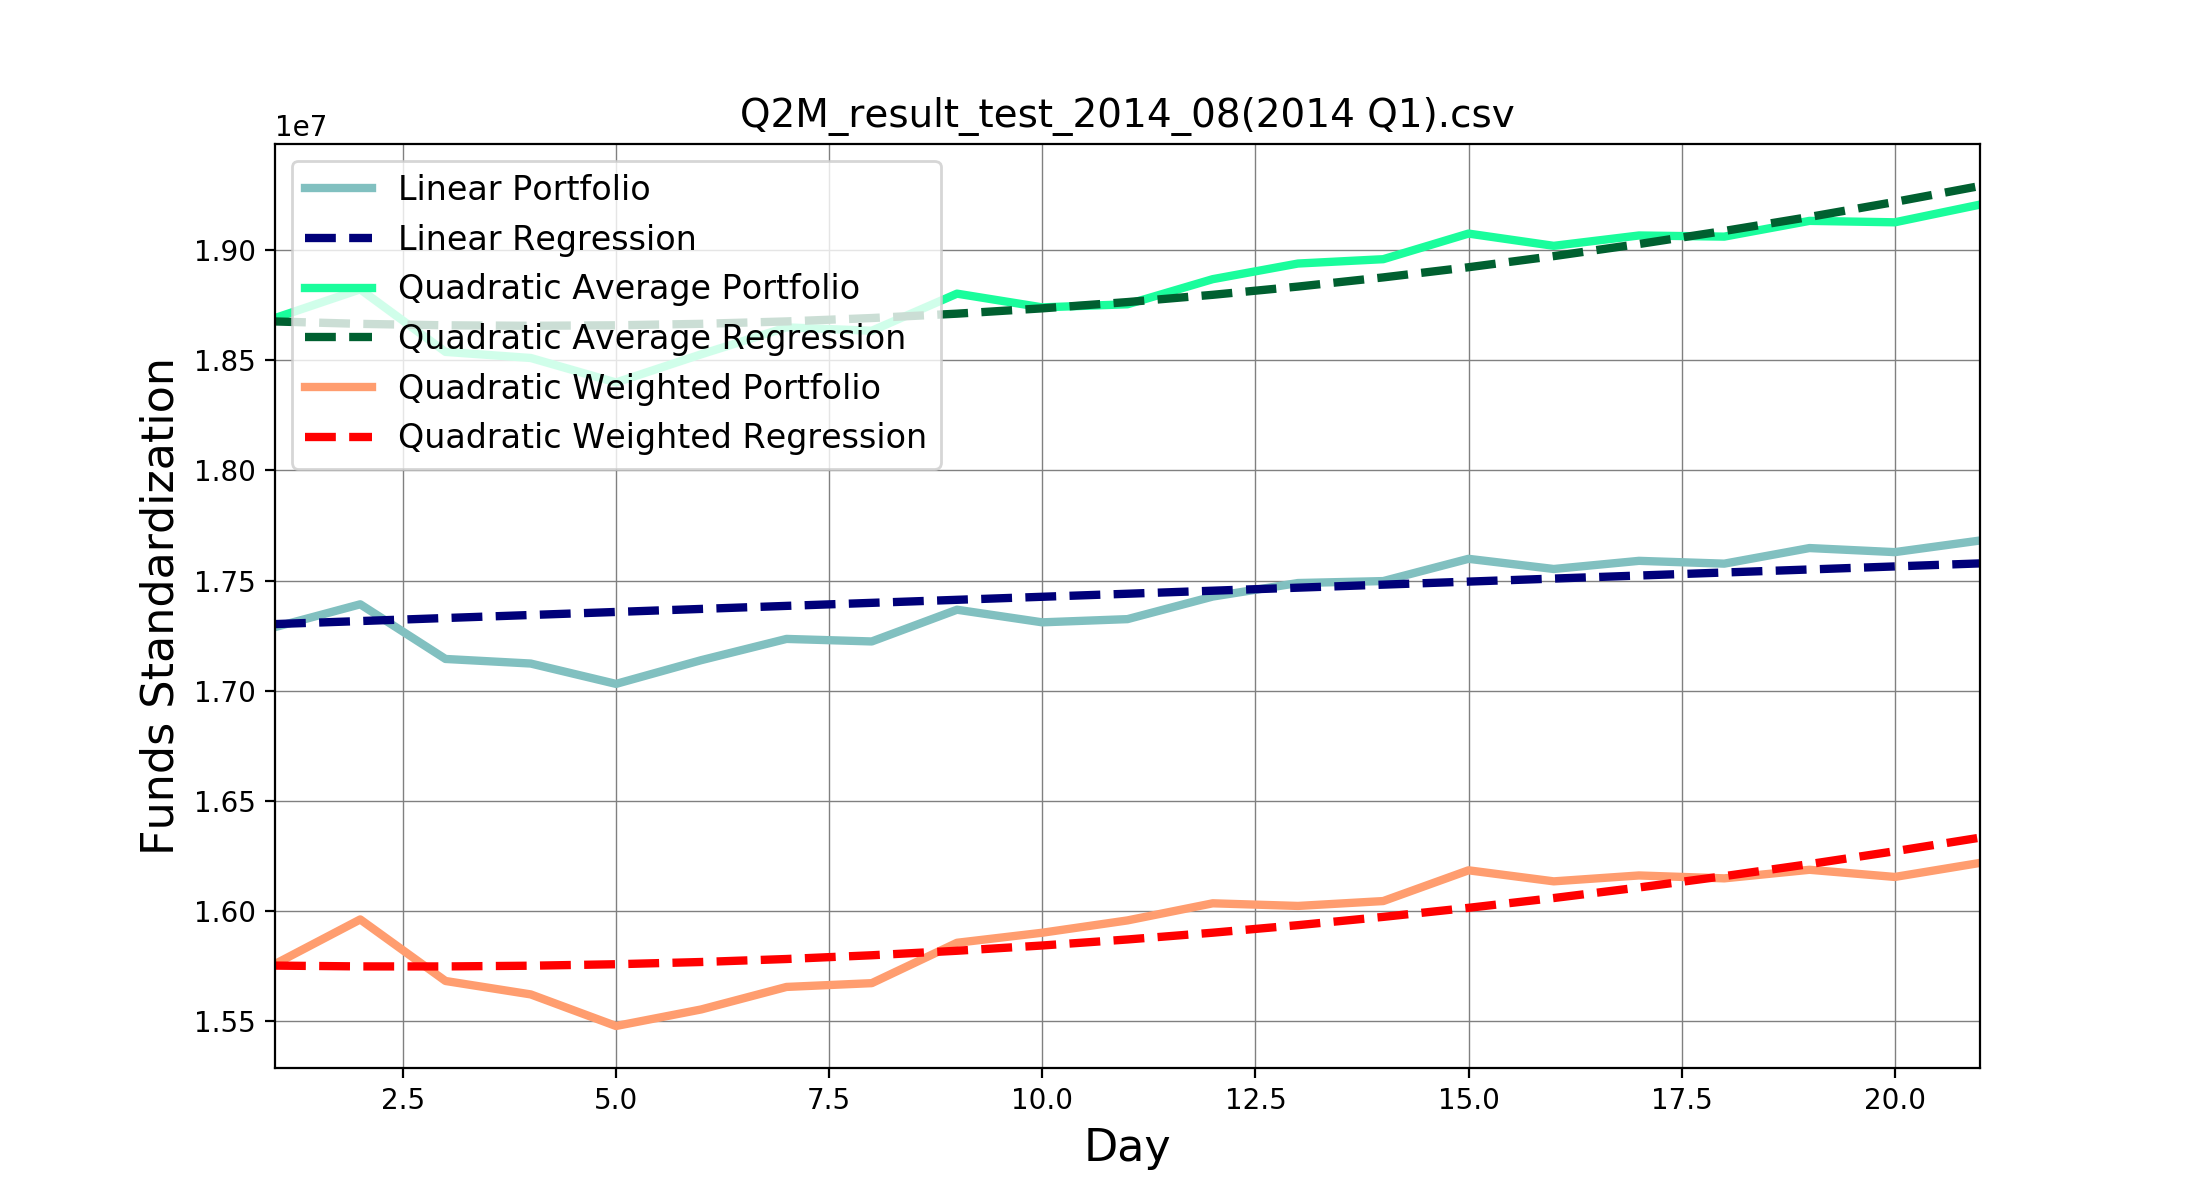 Q2M_result_test_2014_08(2014 Q1).csv
1e7
Linear Portfolio
Linear Regression
Quadratic Average Portfolio
Quadratic Average Regression
Quadratic Weighted Portfolio
Quadratic Weighted Regression
1.90
1.85
1.80
1.75
1.70
1.65
1.60
1.55
Funds Standardization
2.5 5.0 7.5 10.0 12.5 15.0 17.5 20.0
Day